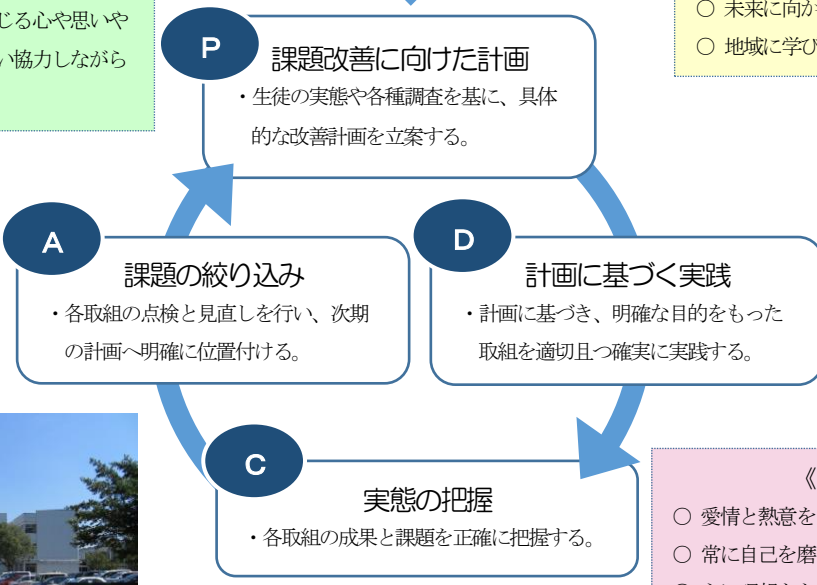 じる心や思いや
い協力しながら
○ 未来に向か
○ 地域に学び
P
課題改善に向けた計画
・生徒の実態や各種調査を基に、具体
的な改善計画を立案する。
A
課題の絞り込み
・各取組の点検と見直しを行い、次期
の計画へ明確に位置付ける。
D
計画に基づく実践
・計画に基づき、明確な目的をもった
取組を適切且つ確実に実践する。
C
実態の把握
・各取組の成果と課題を正確に把握する。
《
○ 愛情と熱意を
○ 常に自己を磨